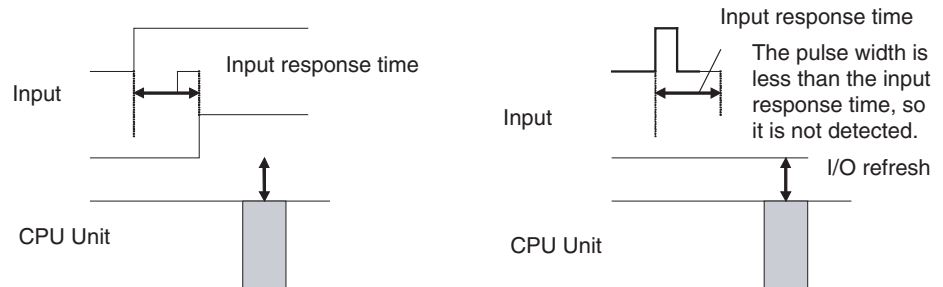 Input response time
Input
CPU Unit
Input response time
The pulse width is
less than the input
response time, so
it is not detected.
Input
I/O refresh
CPU Unit